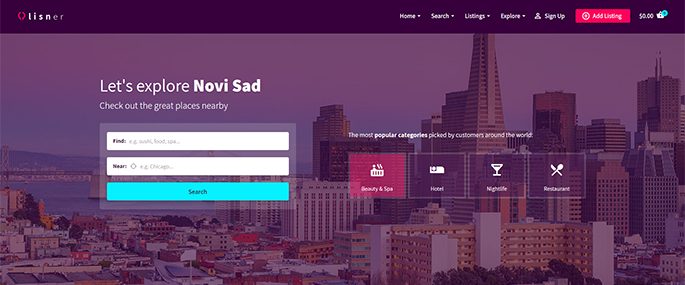 lisner
Home Search Listings Explore Sign Up Add Listing $0.00
Let's explore Novi Sad
Check out the great places nearby
The most popular categories picked by customers around the world:
Find: e.g. sushi, food, spa...
Near: e.g. Chicago...
Search
Beauty & Spa Hotel Nightlife Restaurant